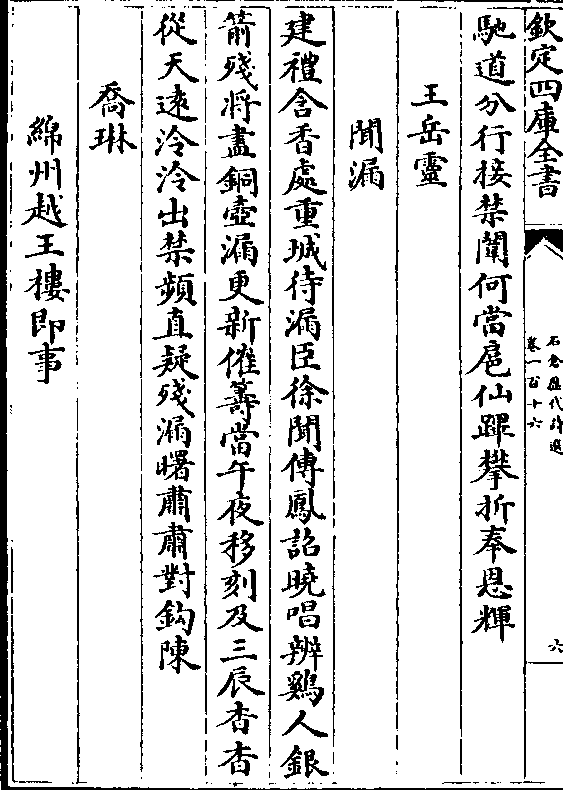 欽定四庫全書
石倉歷代詩選
卷一百十六
六
馳道分行接禁闈何當扈仙蹕攀折奉恩輝
王岳靈
聞漏
建禮含香處重城待漏臣徐聞傳鳳詔曉唱辨鷄人銀
箭殘將盡銅壺漏更新催籌當午夜移刻及三辰杳杳
從天逺泠泠出禁頻直疑殘漏曙肅肅對鈎陳
喬琳
綿州越王樓即事